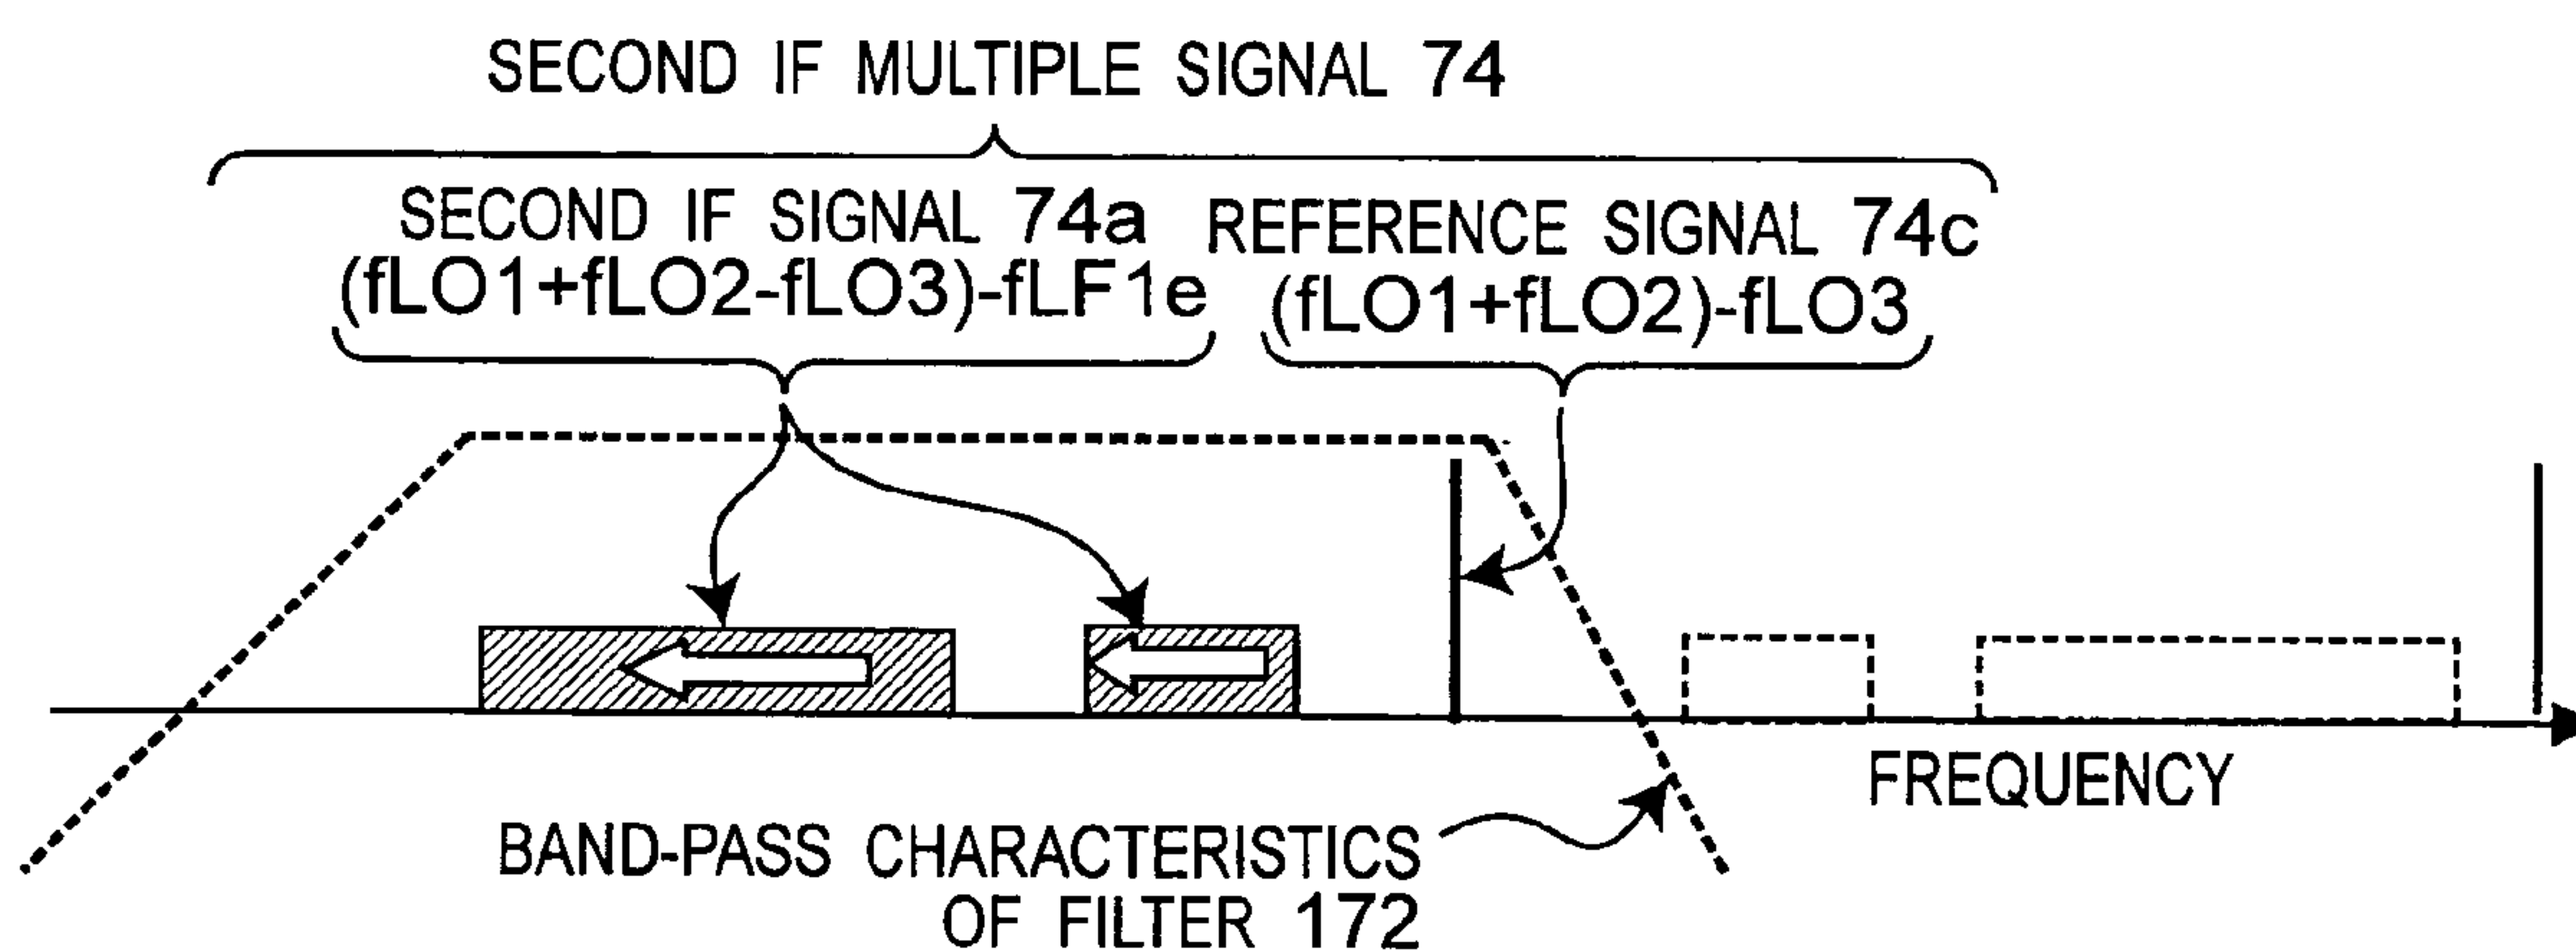 SECOND IF MULTIPLE SIGNAL 74
SECOND IF SIGNAL 74a
(fLO1+fLO2-fLO3)-fLF1e
REFERENCE SIGNAL 74c
(fLO1+fLO2)-fLO3
FREQUENCY
BAND-PASS CHARACTERISTICS
OF FILTER 172